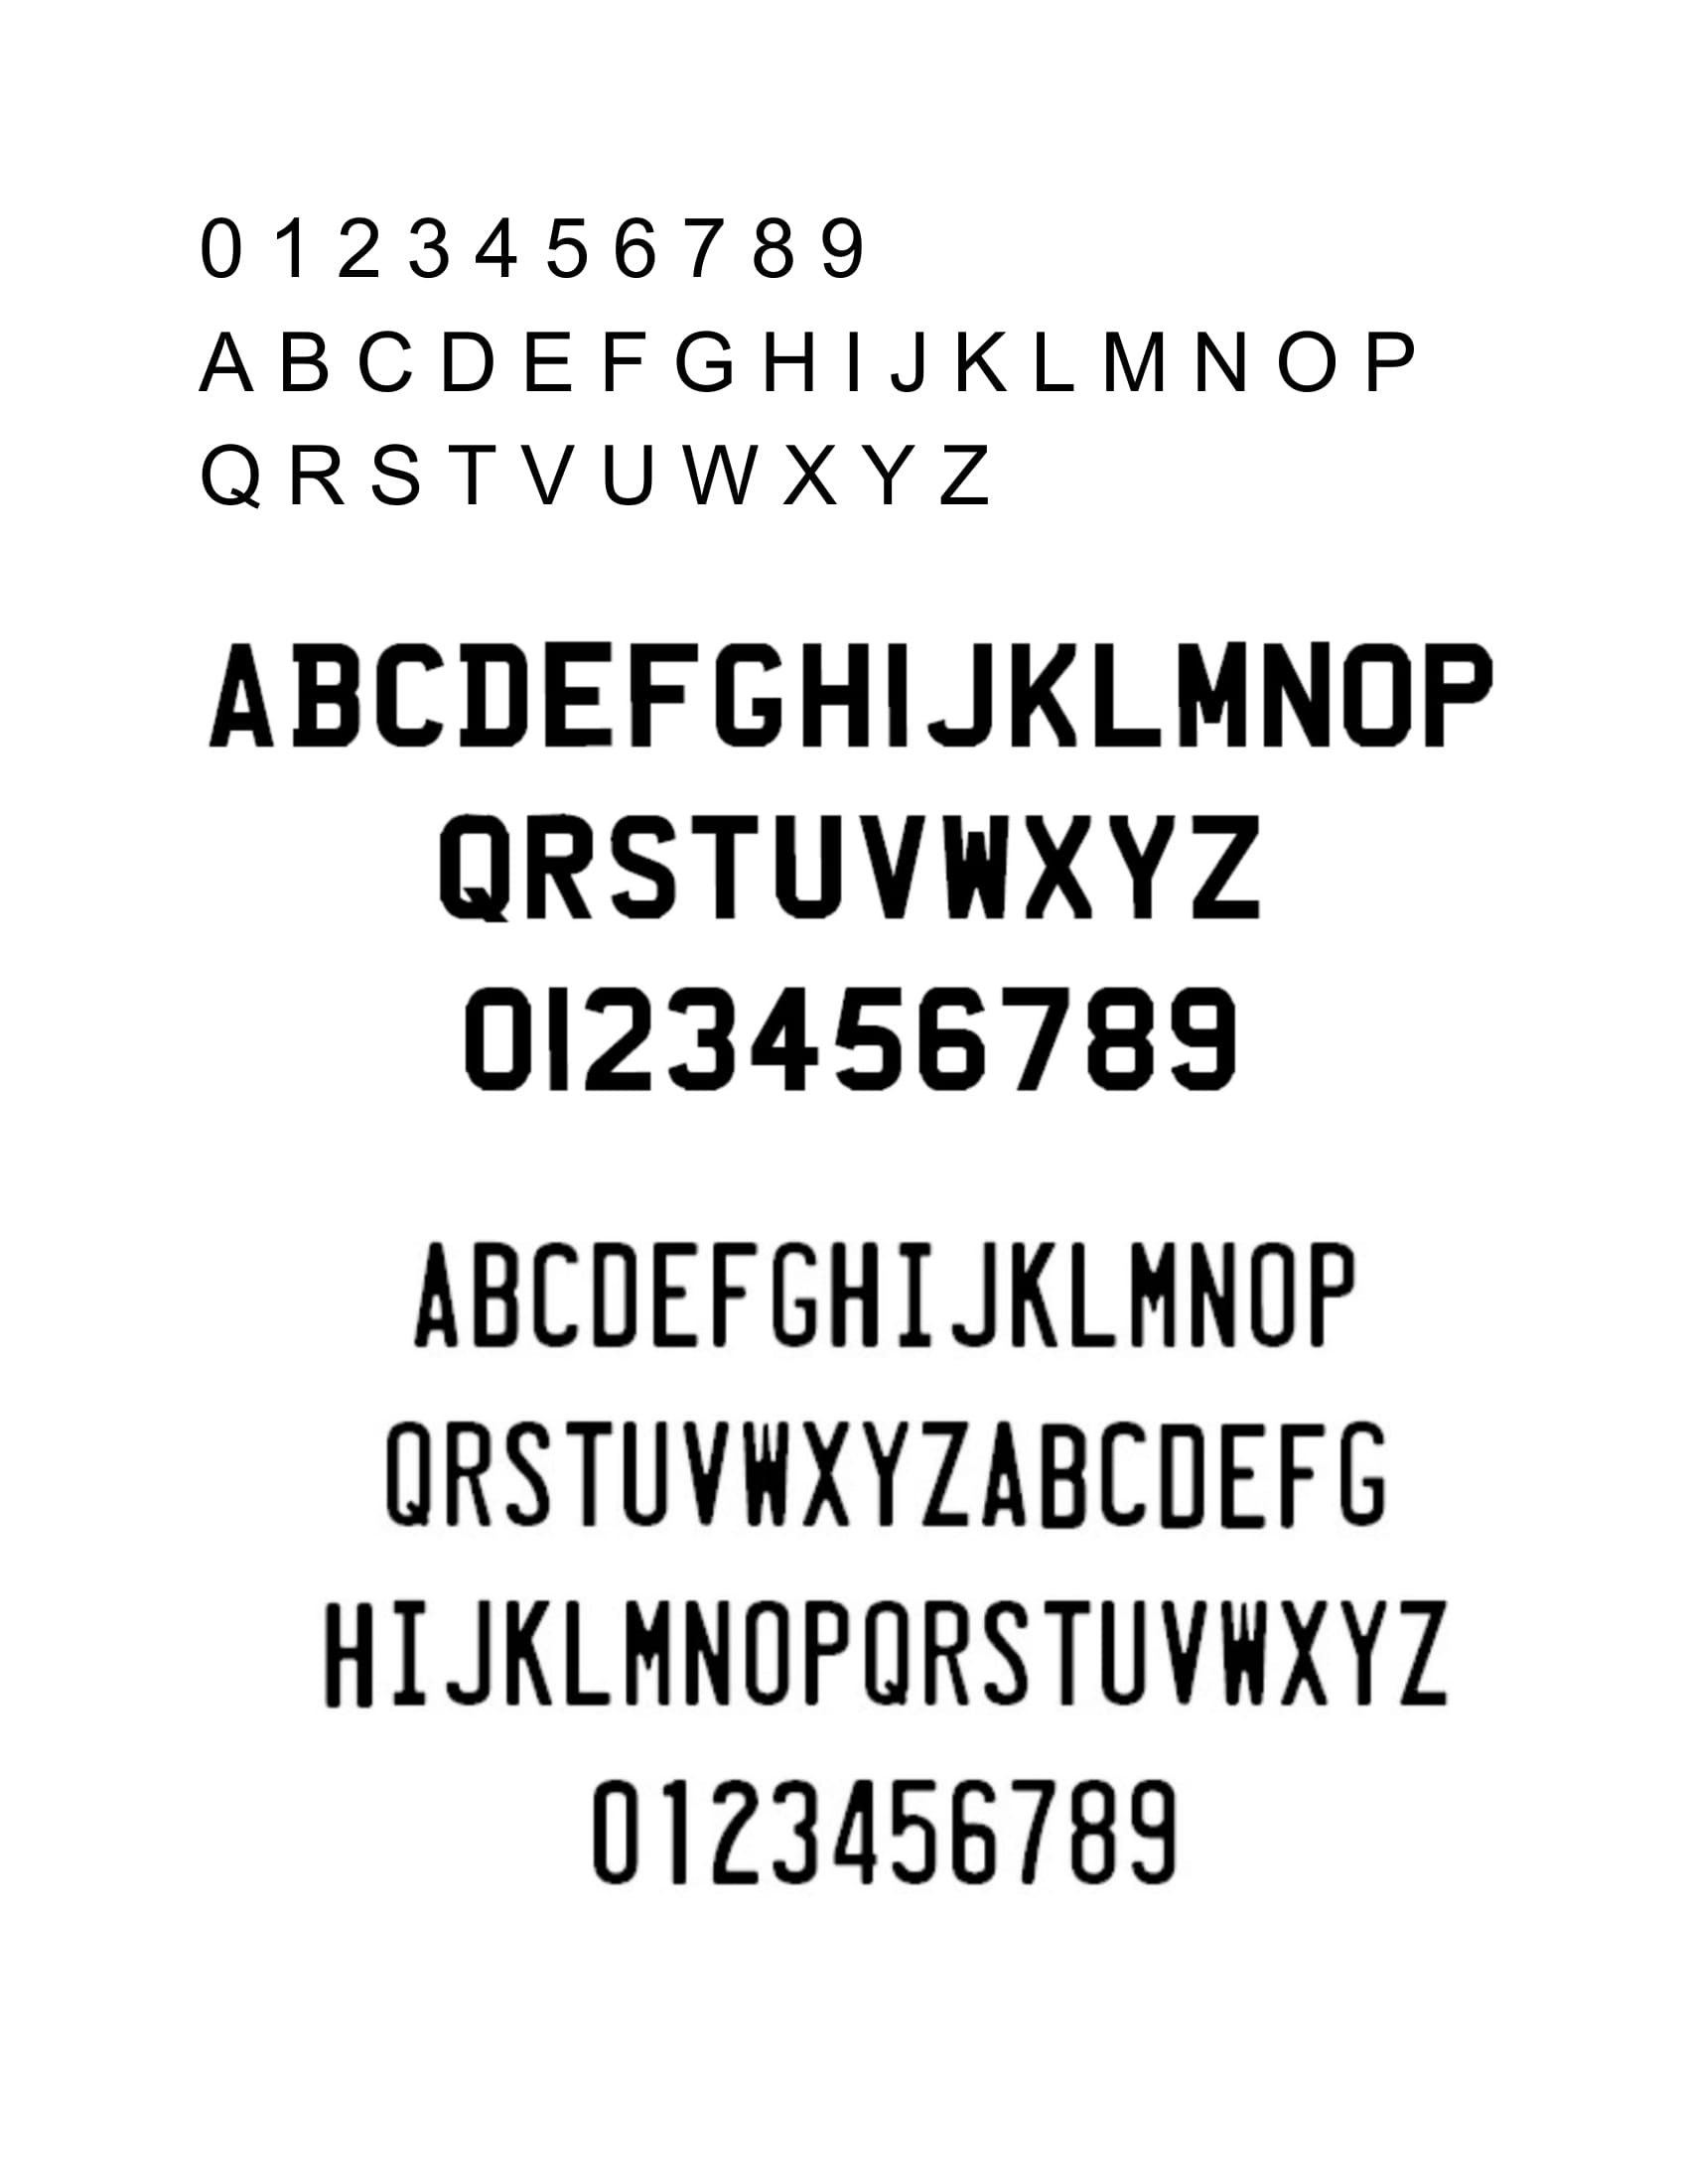 0 1 2 3 4 5 6 7 8 9
A B C D E F G H I J K L M N O P
Q R S T V U W X Y Z
ABCDEFGHIJKLMNOP
QRSTUVWXYZ
0123456789
ABCDEFGHIJKLMNOP
QRSTUVWXYZABCDEFG
HIJKLMNOPQRSTUVWXYZ
0123456789